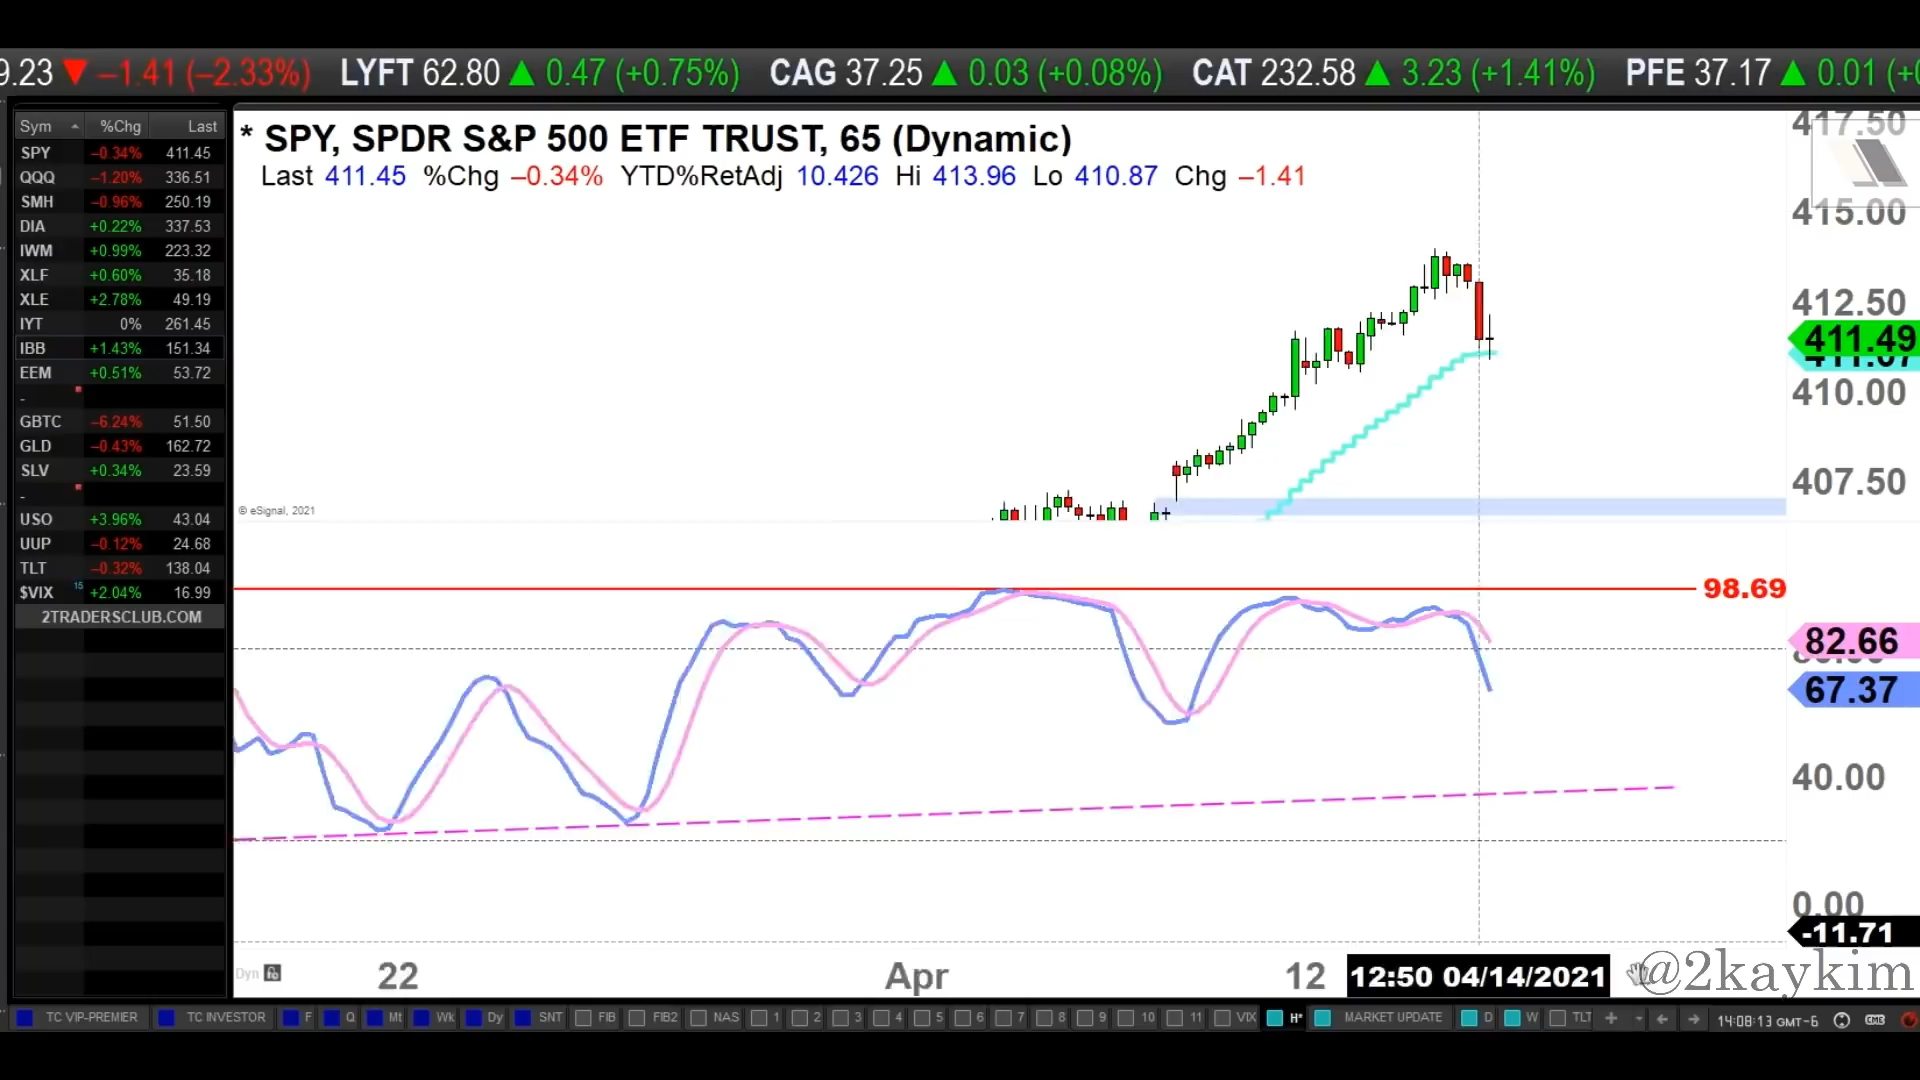 9.23 ▼ –1.41 (–2.33%) LYFT 62.80 ▲ 0.47 (+0.75%) CAG 37.25 ▲ 0.03 (+0.08%) CAT 232.58 ▲ 3.23 (+1.41%) PFE 37.17 ▲ 0.01 (+0
Sym %Chg Last
SPY –0.34% 411.45
QQQ –1.20% 336.51
SMH –0.96% 250.19
DIA +0.22% 337.53
IWM +0.99% 223.32
XLF +0.60% 35.18
XLE +2.78% 49.19
IYT 0% 261.45
IBB +1.43% 151.34
EEM +0.51% 53.72
-
GBTC –6.24% 51.50
GLD –0.43% 162.72
SLV +0.34% 23.59
-
USO +3.96% 43.04
UUP –0.12% 24.68
TLT –0.32% 138.04
$VIX 15 +2.04% 16.99
2TRADERSCLUB.COM
* SPY, SPDR S&P 500 ETF TRUST, 65 (Dynamic)
Last 411.45 %Chg –0.34% YTD%RetAdj 10.426 Hi 413.96 Lo 410.87 Chg –1.41
417.50
415.00
412.50
411.49
411.07
410.00
407.50
© eSignal, 2021
98.69
82.66
67.37
40.00
0.00
-11.71
Dyn
22 Apr 12 12:50 04/14/2021
@2kaykim
TC VIP-PREMIER TC INVESTOR F Q Mt Wk Dy SNT FIB FIB2 NAS 1 2 3 4 5 6 7 8 9 10 11 VIX H* MARKET UPDATE D W TLT + 14:08:13 GMT-6 CME